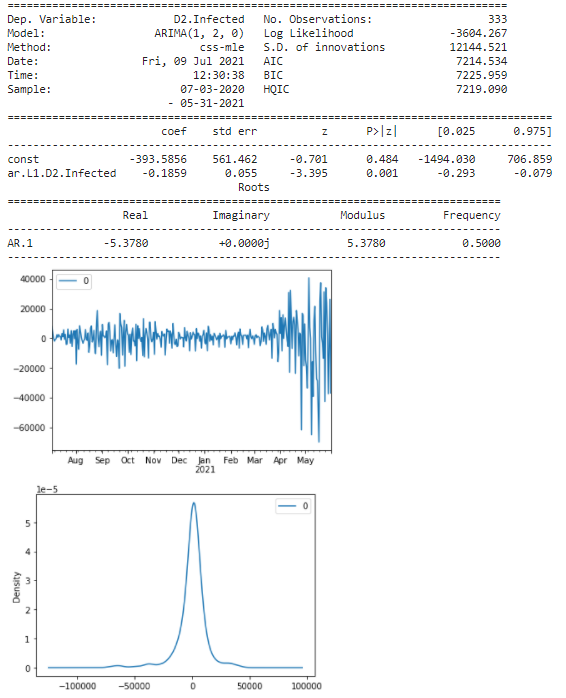 ==============================================================================
Dep. Variable: D2.Infected No. Observations: 333
Model: ARIMA(1, 2, 0) Log Likelihood -3604.267
Method: css-mle S.D. of innovations 12144.521
Date: Fri, 09 Jul 2021 AIC 7214.534
Time: 12:30:38 BIC 7225.959
Sample: 07-03-2020 HQIC 7219.090
- 05-31-2021
==============================================================================
coef std err z P>|z| [0.025 0.975]
------------------------------------------------------------------------------
const -393.5856 561.462 -0.701 0.484 -1494.030 706.859
ar.L1.D2.Infected -0.1859 0.055 -3.395 0.001 -0.293 -0.079
Roots
==============================================================================
Real Imaginary Modulus Frequency
------------------------------------------------------------------------------
AR.1 -5.3780 +0.0000j 5.3780 0.5000
------------------------------------------------------------------------------
0
40000
20000
0
−20000
−40000
−60000
Aug Sep Oct Nov Dec Jan Feb Mar Apr May
2021
1e−5
0
5
4
3
2
1
0
Density
−100000 −50000 0 50000 100000